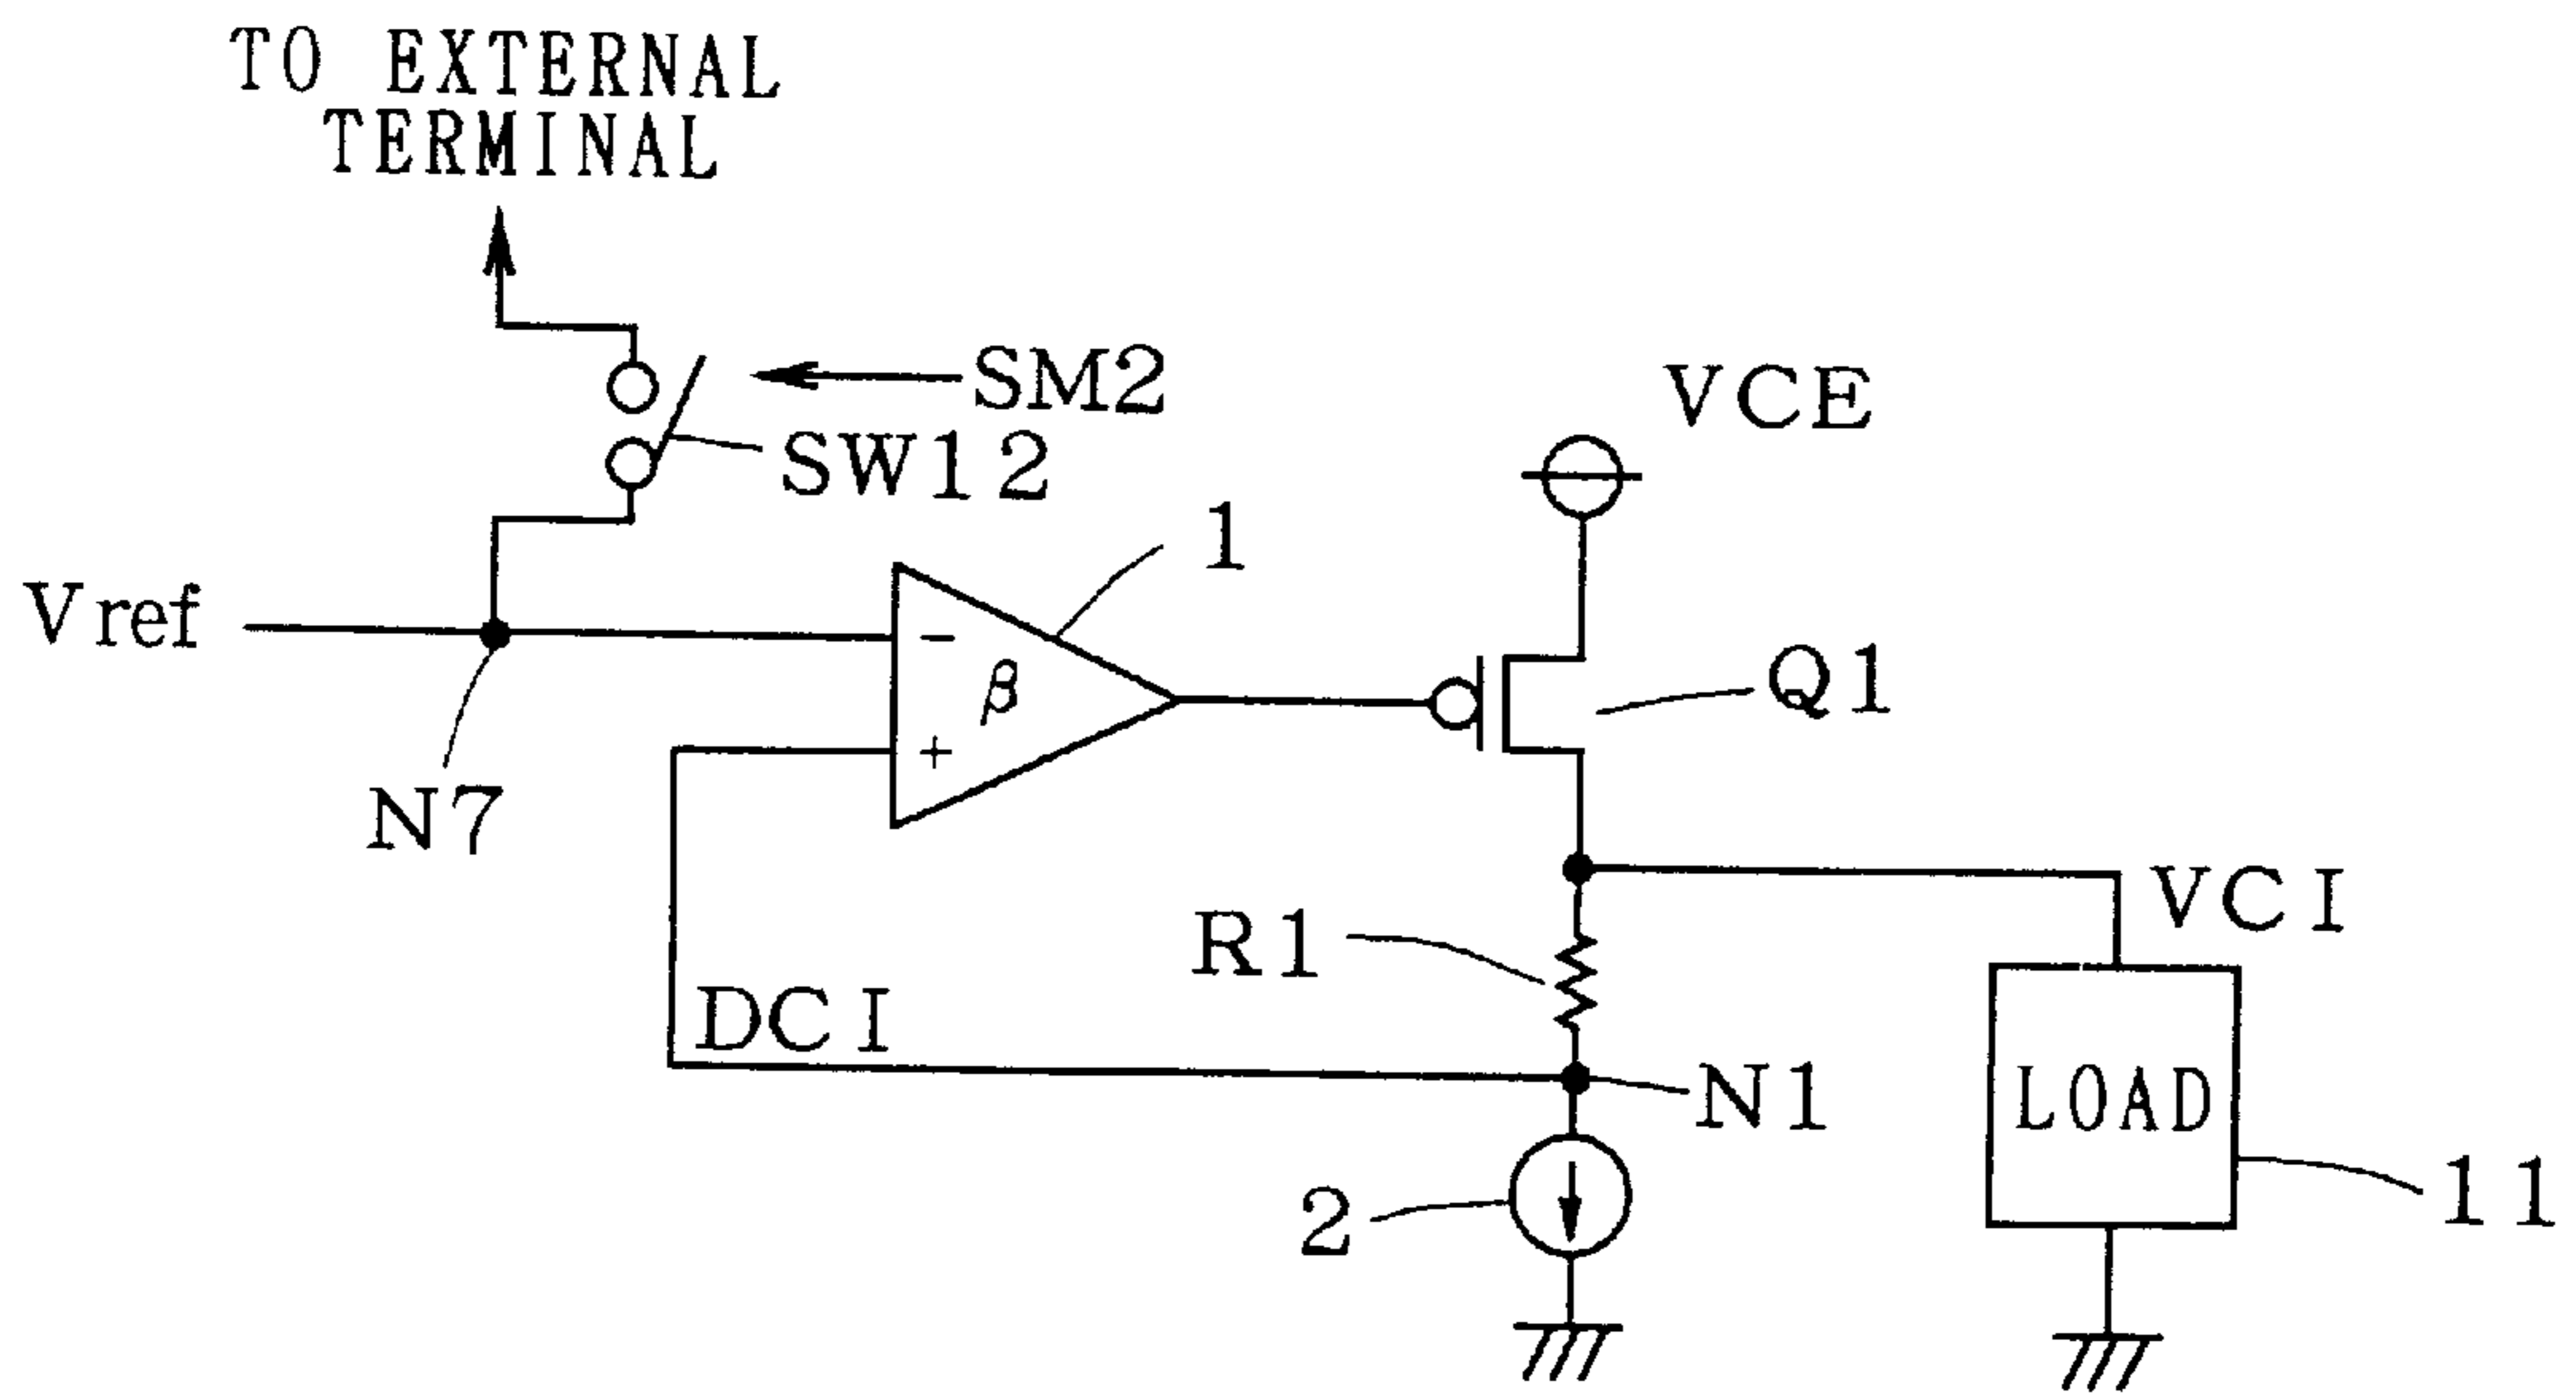 TO EXTERNAL
TERMINAL
SM2
SW12
VCE
1
Vref
−
β
+
Q1
N7
VCI
R1
DCI
N1
LOAD
2
11